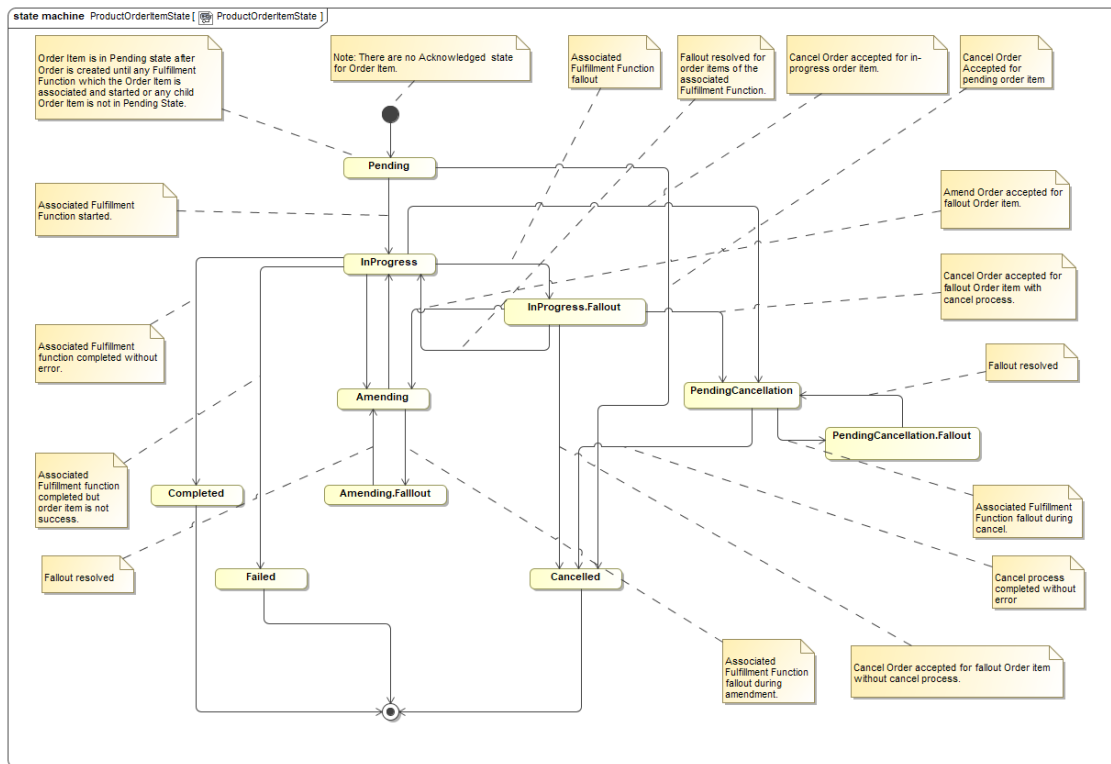 state machine ProductOrderItemState [ ProductOrderItemState ]
Order Item is in Pending state after
Order is created until any Fulfillment
Function which the Order Item is
associated and started or any child
Order Item is not in Pending State.
Note: There are no Acknowledged state
for Order Item.
Associated
Fulfillment Function
fallout
Fallout resolved for
order items of the
associated
Fulfillment Function.
Cancel Order accepted for in-
progress order item.
Cancel Order
Accepted for
pending order item
Pending
Associated Fulfillment
Function started.
Amend Order accepted for
fallout Order item.
InProgress
Cancel Order accepted for
fallout Order item with
cancel process.
InProgress.Fallout
Associated Fulfillment
function completed without
error.
Fallout resolved
Amending
PendingCancellation
PendingCancellation.Fallout
Associated
Fulfillment function
completed but
order item is not
success.
Completed
Amending.Falllout
Associated Fulfillment
Function fallout during
cancel.
Fallout resolved
Failed
Cancelled
Cancel process
completed without
error
Associated
Fulfillment Function
fallout during
amendment.
Cancel Order accepted for fallout Order item
without cancel process.